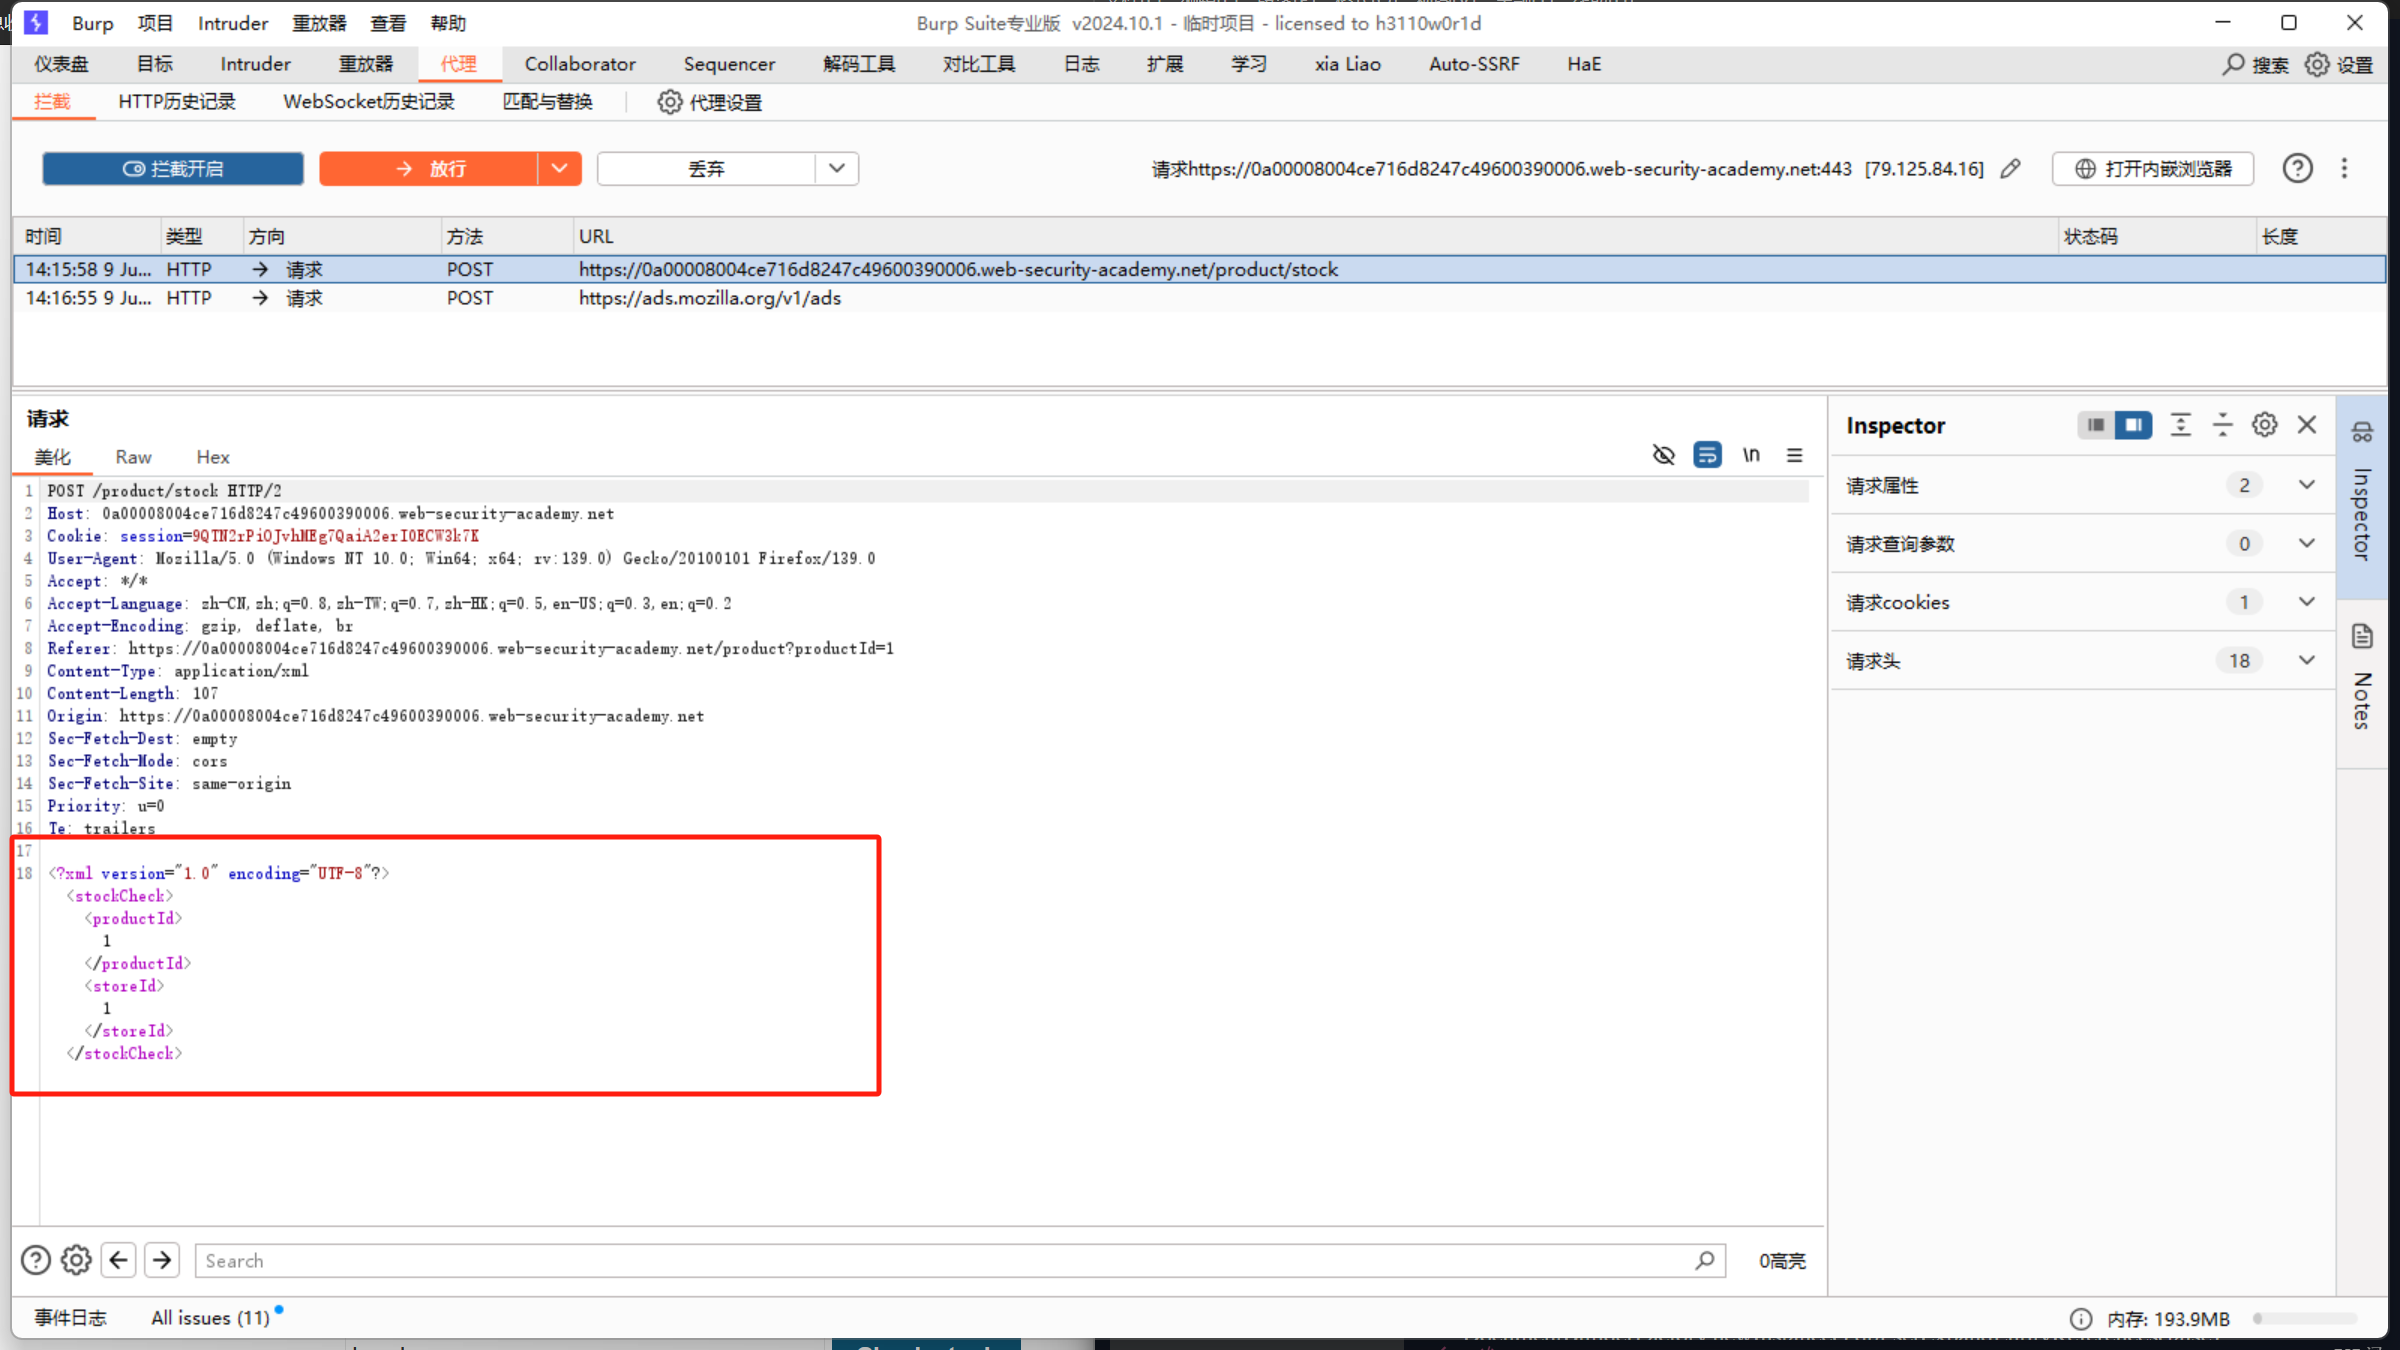 Burp 项目 Intruder 重放器 查看 帮助 Burp Suite专业版 v2024.10.1 - 临时项目 - licensed to h3110w0r1d
仪表盘 目标 Intruder 重放器 代理 Collaborator Sequencer 解码工具 对比工具 日志 扩展 学习 xia Liao Auto-SSRF HaE 搜索 设置
拦截 HTTP历史记录 WebSocket历史记录 匹配与替换 代理设置
拦截开启 放行 丢弃 请求https://0a00008004ce716d8247c49600390006.web-security-academy.net:443 [79.125.84.16] 打开内嵌浏览器
时间 类型 方向 方法 URL 状态码 长度
14:15:58 9 Ju... HTTP → 请求 POST https://0a00008004ce716d8247c49600390006.web-security-academy.net/product/stock
14:16:55 9 Ju... HTTP → 请求 POST https://ads.mozilla.org/v1/ads
请求
美化 Raw Hex \n
1 POST /product/stock HTTP/2
2 Host: 0a00008004ce716d8247c49600390006.web-security-academy.net
3 Cookie: session=9QTN2rPiOJvhMEg7QaiA2erI0ECW3k7K
4 User-Agent: Mozilla/5.0 (Windows NT 10.0; Win64; x64; rv:139.0) Gecko/20100101 Firefox/139.0
5 Accept: */*
6 Accept-Language: zh-CN,zh;q=0.8,zh-TW;q=0.7,zh-HK;q=0.5,en-US;q=0.3,en;q=0.2
7 Accept-Encoding: gzip, deflate, br
8 Referer: https://0a00008004ce716d8247c49600390006.web-security-academy.net/product?productId=1
9 Content-Type: application/xml
10 Content-Length: 107
11 Origin: https://0a00008004ce716d8247c49600390006.web-security-academy.net
12 Sec-Fetch-Dest: empty
13 Sec-Fetch-Mode: cors
14 Sec-Fetch-Site: same-origin
15 Priority: u=0
16 Te: trailers
17
18 <?xml version="1.0" encoding="UTF-8"?>
<stockCheck>
<productId>
1
</productId>
<storeId>
1
</storeId>
</stockCheck>
Inspector
请求属性 2
请求查询参数 0
请求cookies 1
请求头 18
Inspector
Notes
Search 0高亮
事件日志 All issues (11) 内存: 193.9MB